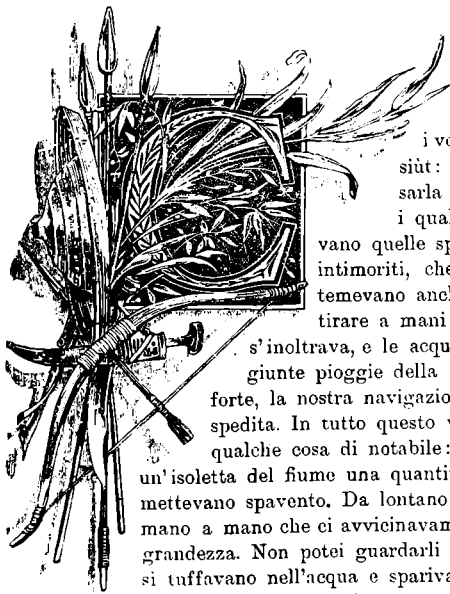 C
i vo
siùt:
sarla
i qual
vano quelle sp
intimoriti, che
temevano anch
tirare a mani
s'inoltrava, e le acqu
giunte pioggie della
forte, la nostra navigazio
spedita. In tutto questo v
qualche cosa di notabile:
un'isoletta del fiume una quanti
mettevano spavento. Da lontano
mano a mano che ci avvicinavam
grandezza. Non potei guardarli
si tuffavano nell'acqua e spariva